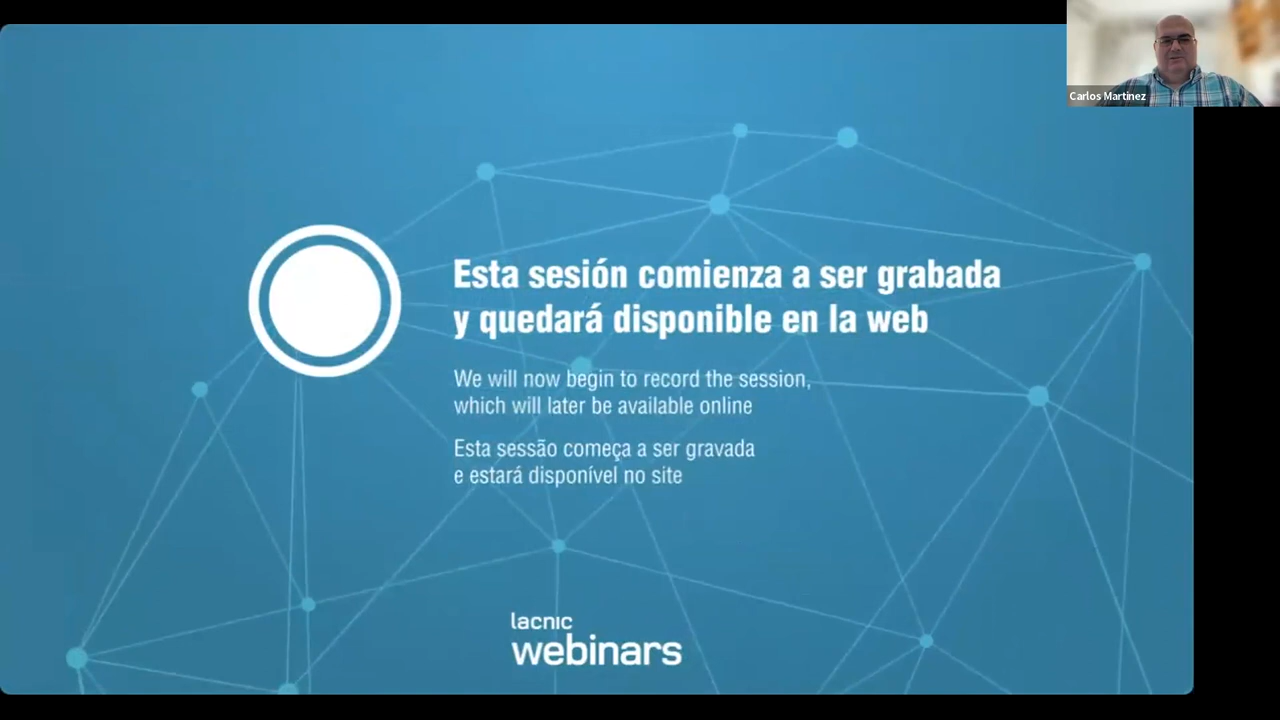 Carlos Martínez
Esta sesión comienza a ser grabada
y quedará disponible en la web
We will now begin to record the session,
which will later be available online
Esta sessão começa a ser gravada
e estará disponível no site
lacnic
webinars